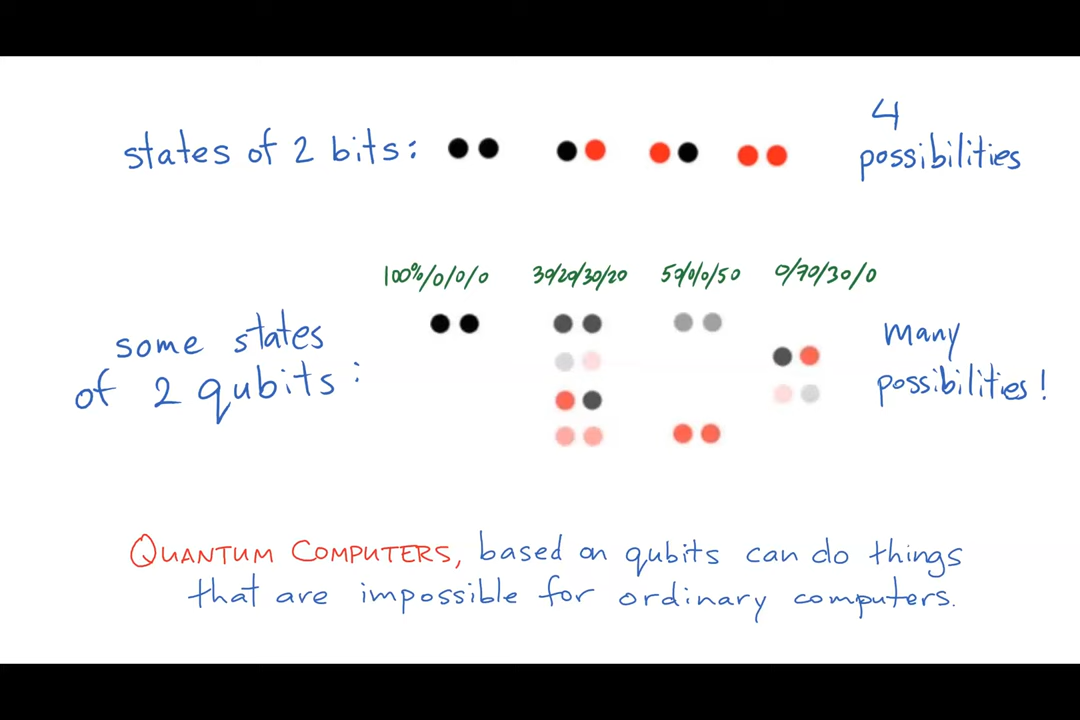 states of 2 bits:
4
possibilities
100%/0/0/0 30/20/30/20 50/0/0/50 0/70/30/0
some states
of 2 qubits:
many
possibilities!
QUANTUM COMPUTERS, based on qubits can do things
that are impossible for ordinary computers.